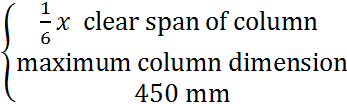 1/6 x clear span of column
maximum column dimension
450 mm